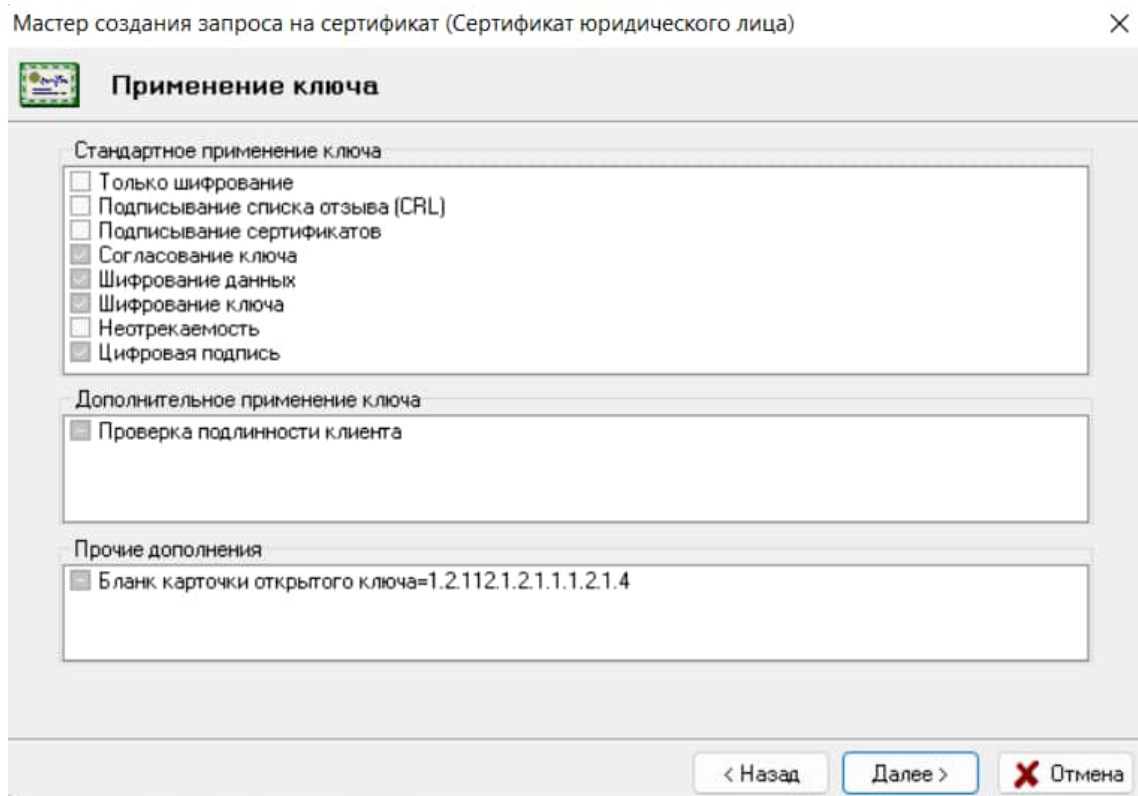 Мастер создания запроса на сертификат (Сертификат юридического лица)
Применение ключа
Стандартное применение ключа
Только шифрование
Подписывание списка отзыва (CRL)
Подписывание сертификатов
Согласование ключа
Шифрование данных
Шифрование ключа
Неотрекаемость
Цифровая подпись
Дополнительное применение ключа
Проверка подлинности клиента
Прочие дополнения
Бланк карточки открытого ключа=1.2.112.1.2.1.1.1.2.1.4
< Назад
Далее >
Отмена